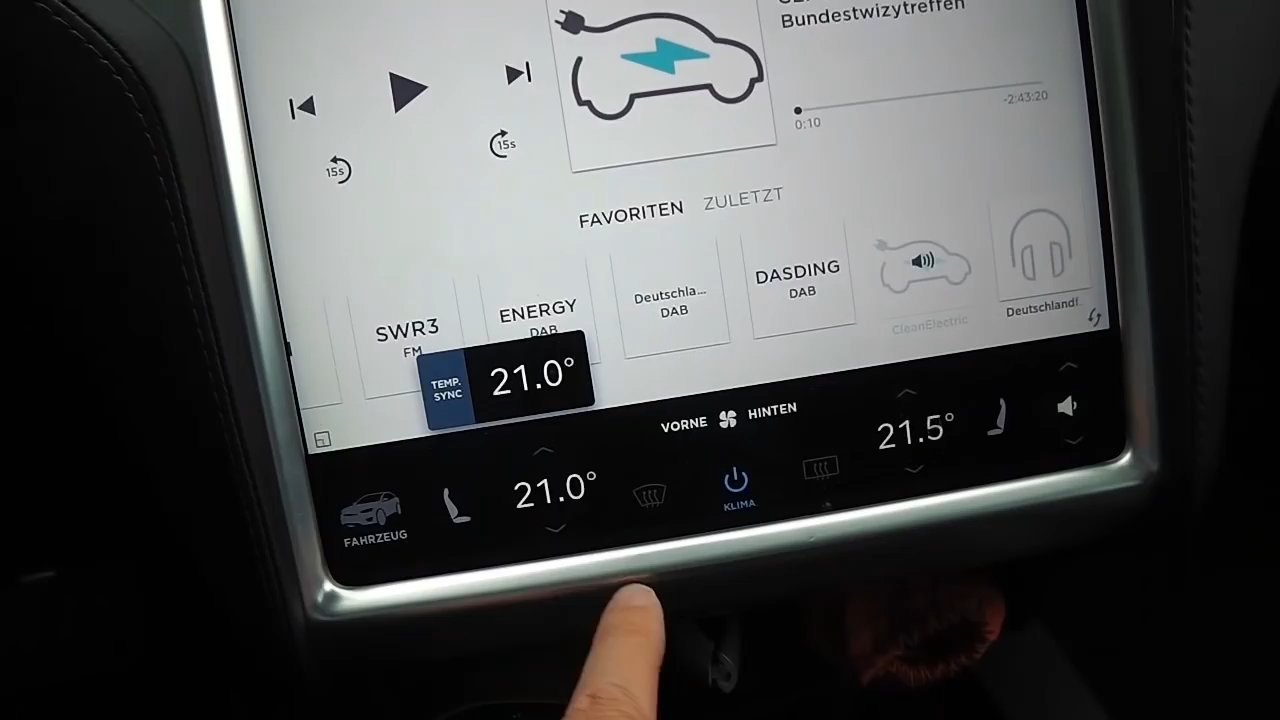 Bundestwizytreffen
15s
15s
0:10
-2:43:20
FAVORITEN ZULETZT
SWR3
FM
ENERGY
DAB
Deutschla...
DAB
DASDING
DAB
CleanElectric
Deutschland!.
TEMP.
SYNC
21.0°
VORNE HINTEN
FAHRZEUG
21.0°
KLIMA
21.5°